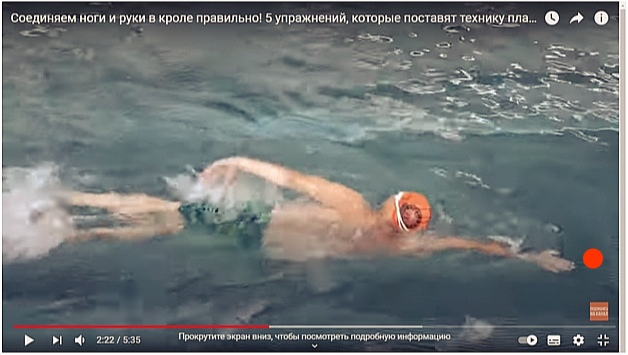 Соединяем ноги и руки в кроле правильно! 5 упражнений, которые поставят технику пла...
2:22 / 5:35
Прокрутите экран вниз, чтобы посмотреть подробную информацию